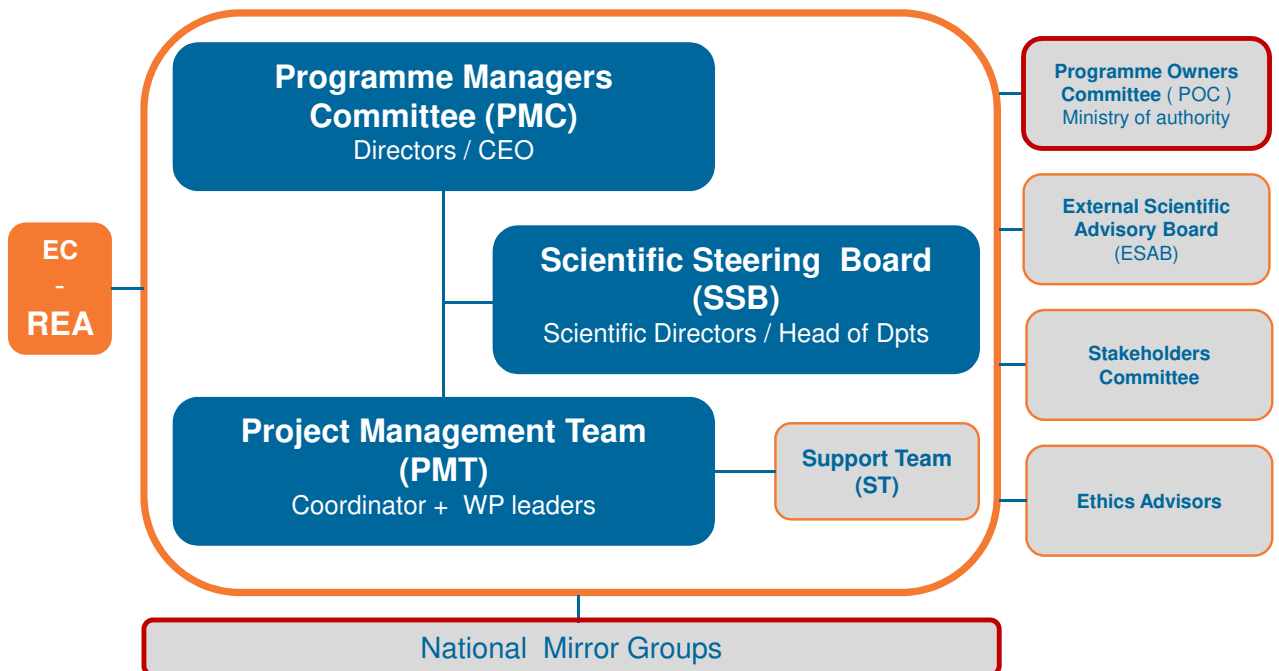 Programme Managers
Committee (PMC)
Directors / CEO
EC
-
REA
Scientific Steering Board
(SSB)
Scientific Directors / Head of Dpts
Project Management Team
(PMT)
Coordinator + WP leaders
Support Team
(ST)
Programme Owners
Committee ( POC )
Ministry of authority
External Scientific
Advisory Board
(ESAB)
Stakeholders
Committee
Ethics Advisors
National Mirror Groups